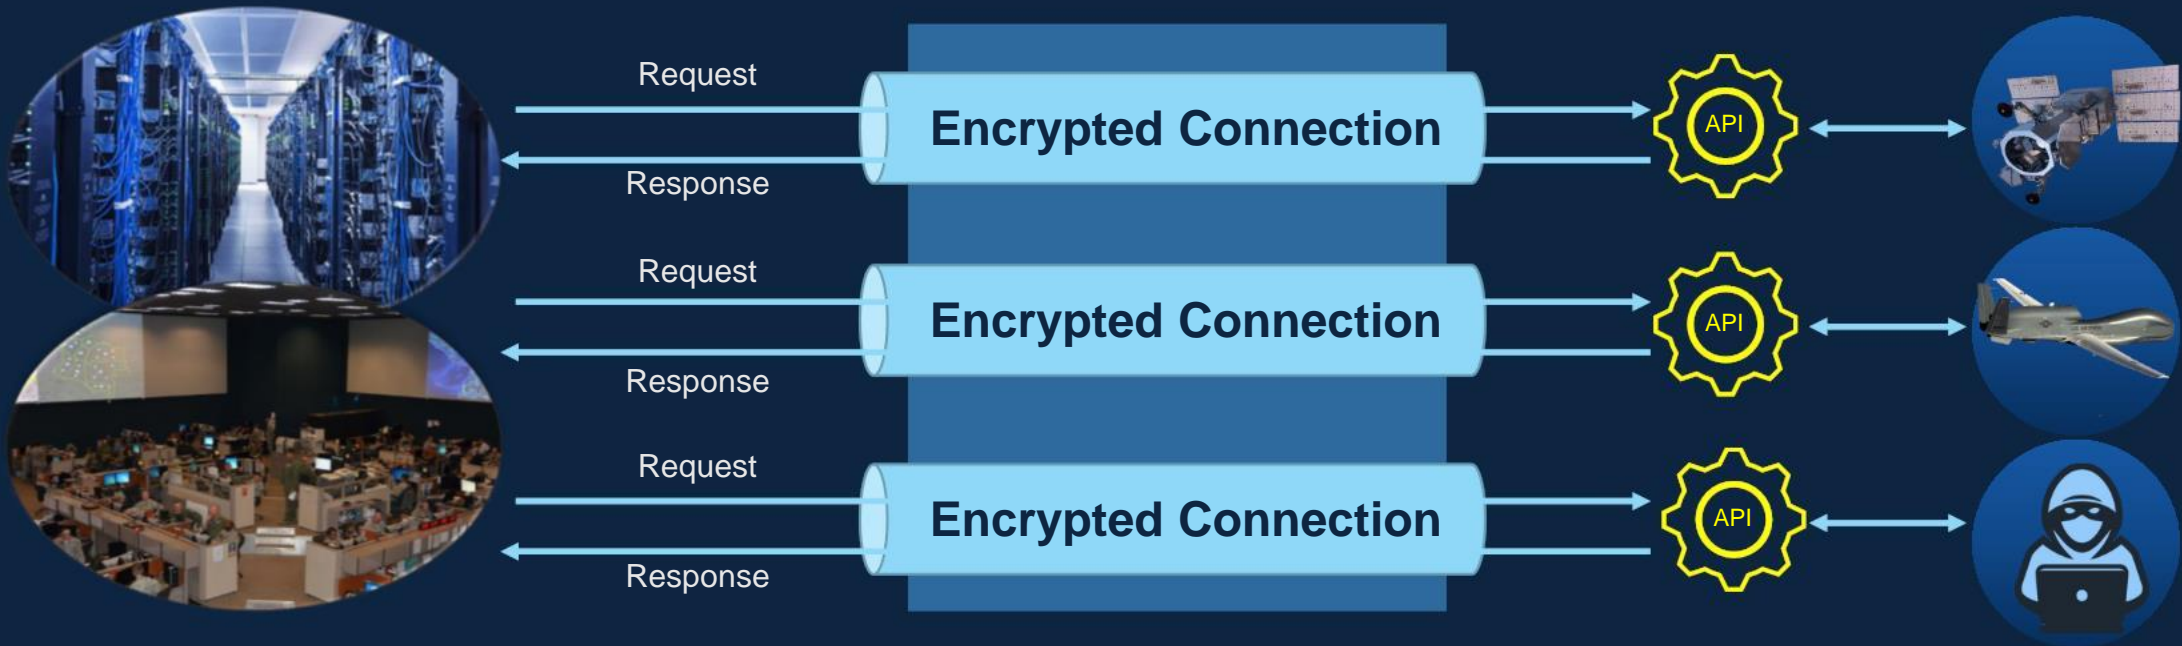 Request
Encrypted Connection
API
Response
Request
Encrypted Connection
API
Response
Request
Encrypted Connection
API
Response